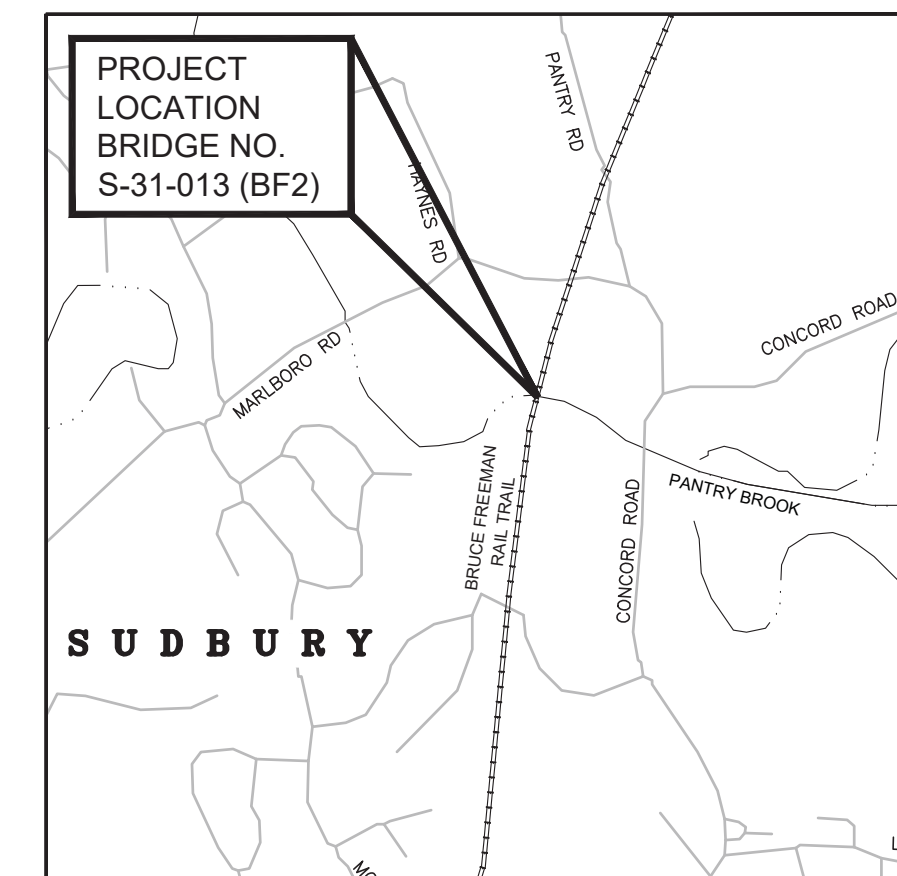 PROJECT
LOCATION
BRIDGE NO.
S-31-013 (BF2)
PANTRY RD
HAYNES RD
CONCORD ROAD
MARLBORO RD
BRUCE FREEMAN
RAIL TRAIL
CONCORD ROAD
PANTRY BROOK
SUDBURY